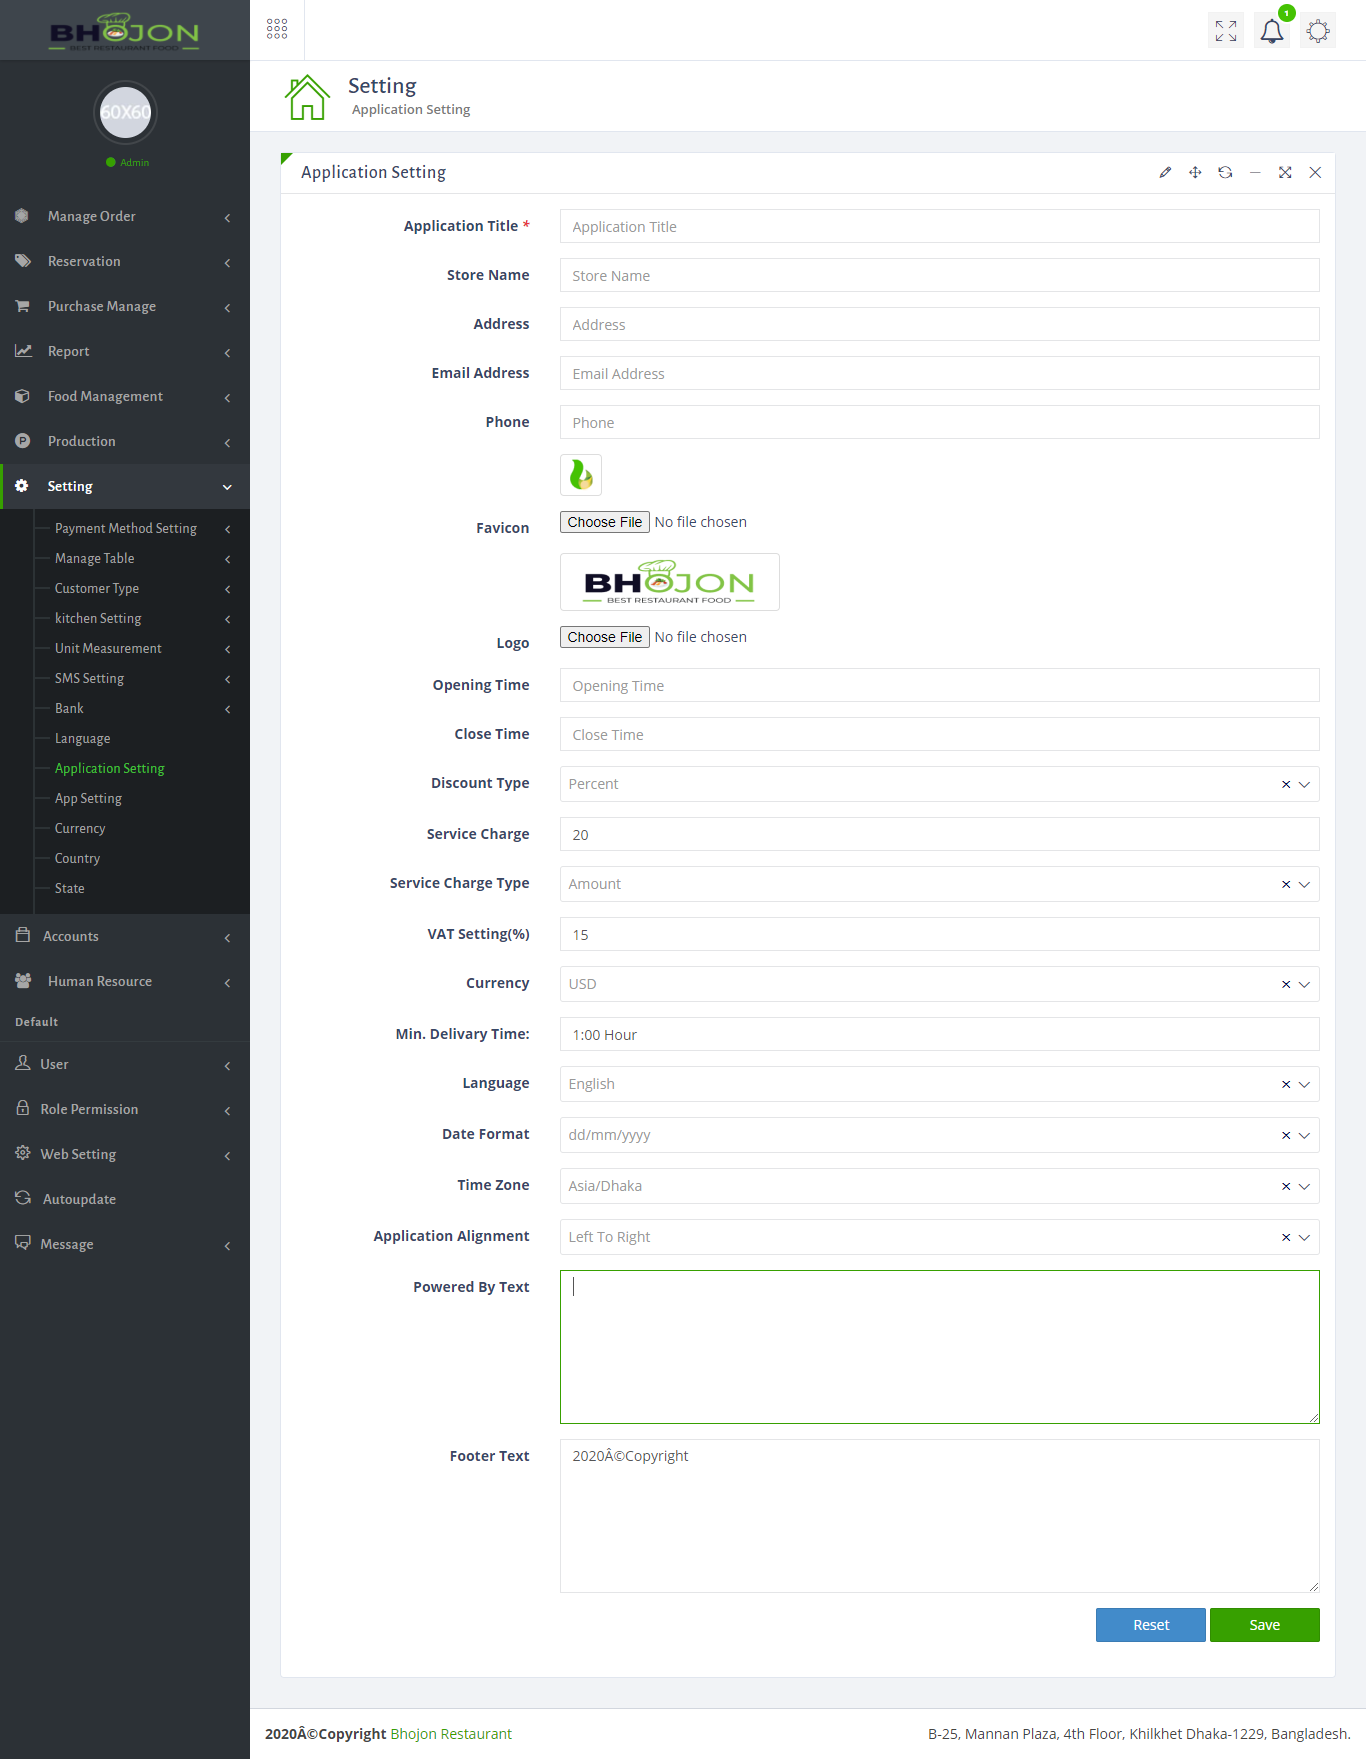 BHOJON
BEST RESTAURANT FOOD
1
60X60
Admin
Manage Order
Reservation
Purchase Manage
Report
Food Management
Production
Setting
Payment Method Setting
Manage Table
Customer Type
kitchen Setting
Unit Measurement
SMS Setting
Bank
Language
Application Setting
App Setting
Currency
Country
State
Accounts
Human Resource
Default
User
Role Permission
Web Setting
Autoupdate
Message
Setting
Application Setting
Application Setting
Application Title * Application Title
Store Name Store Name
Address Address
Email Address Email Address
Phone Phone
Favicon Choose File No file chosen
BHOJON
BEST RESTAURANT FOOD
Logo Choose File No file chosen
Opening Time Opening Time
Close Time Close Time
Discount Type Percent
Service Charge 20
Service Charge Type Amount
VAT Setting(%) 15
Currency USD
Min. Delivary Time: 1:00 Hour
Language English
Date Format dd/mm/yyyy
Time Zone Asia/Dhaka
Application Alignment Left To Right
Powered By Text
Footer Text 2020Â©Copyright
Reset Save
2020Â©Copyright Bhojon Restaurant
B-25, Mannan Plaza, 4th Floor, Khilkhet Dhaka-1229, Bangladesh.